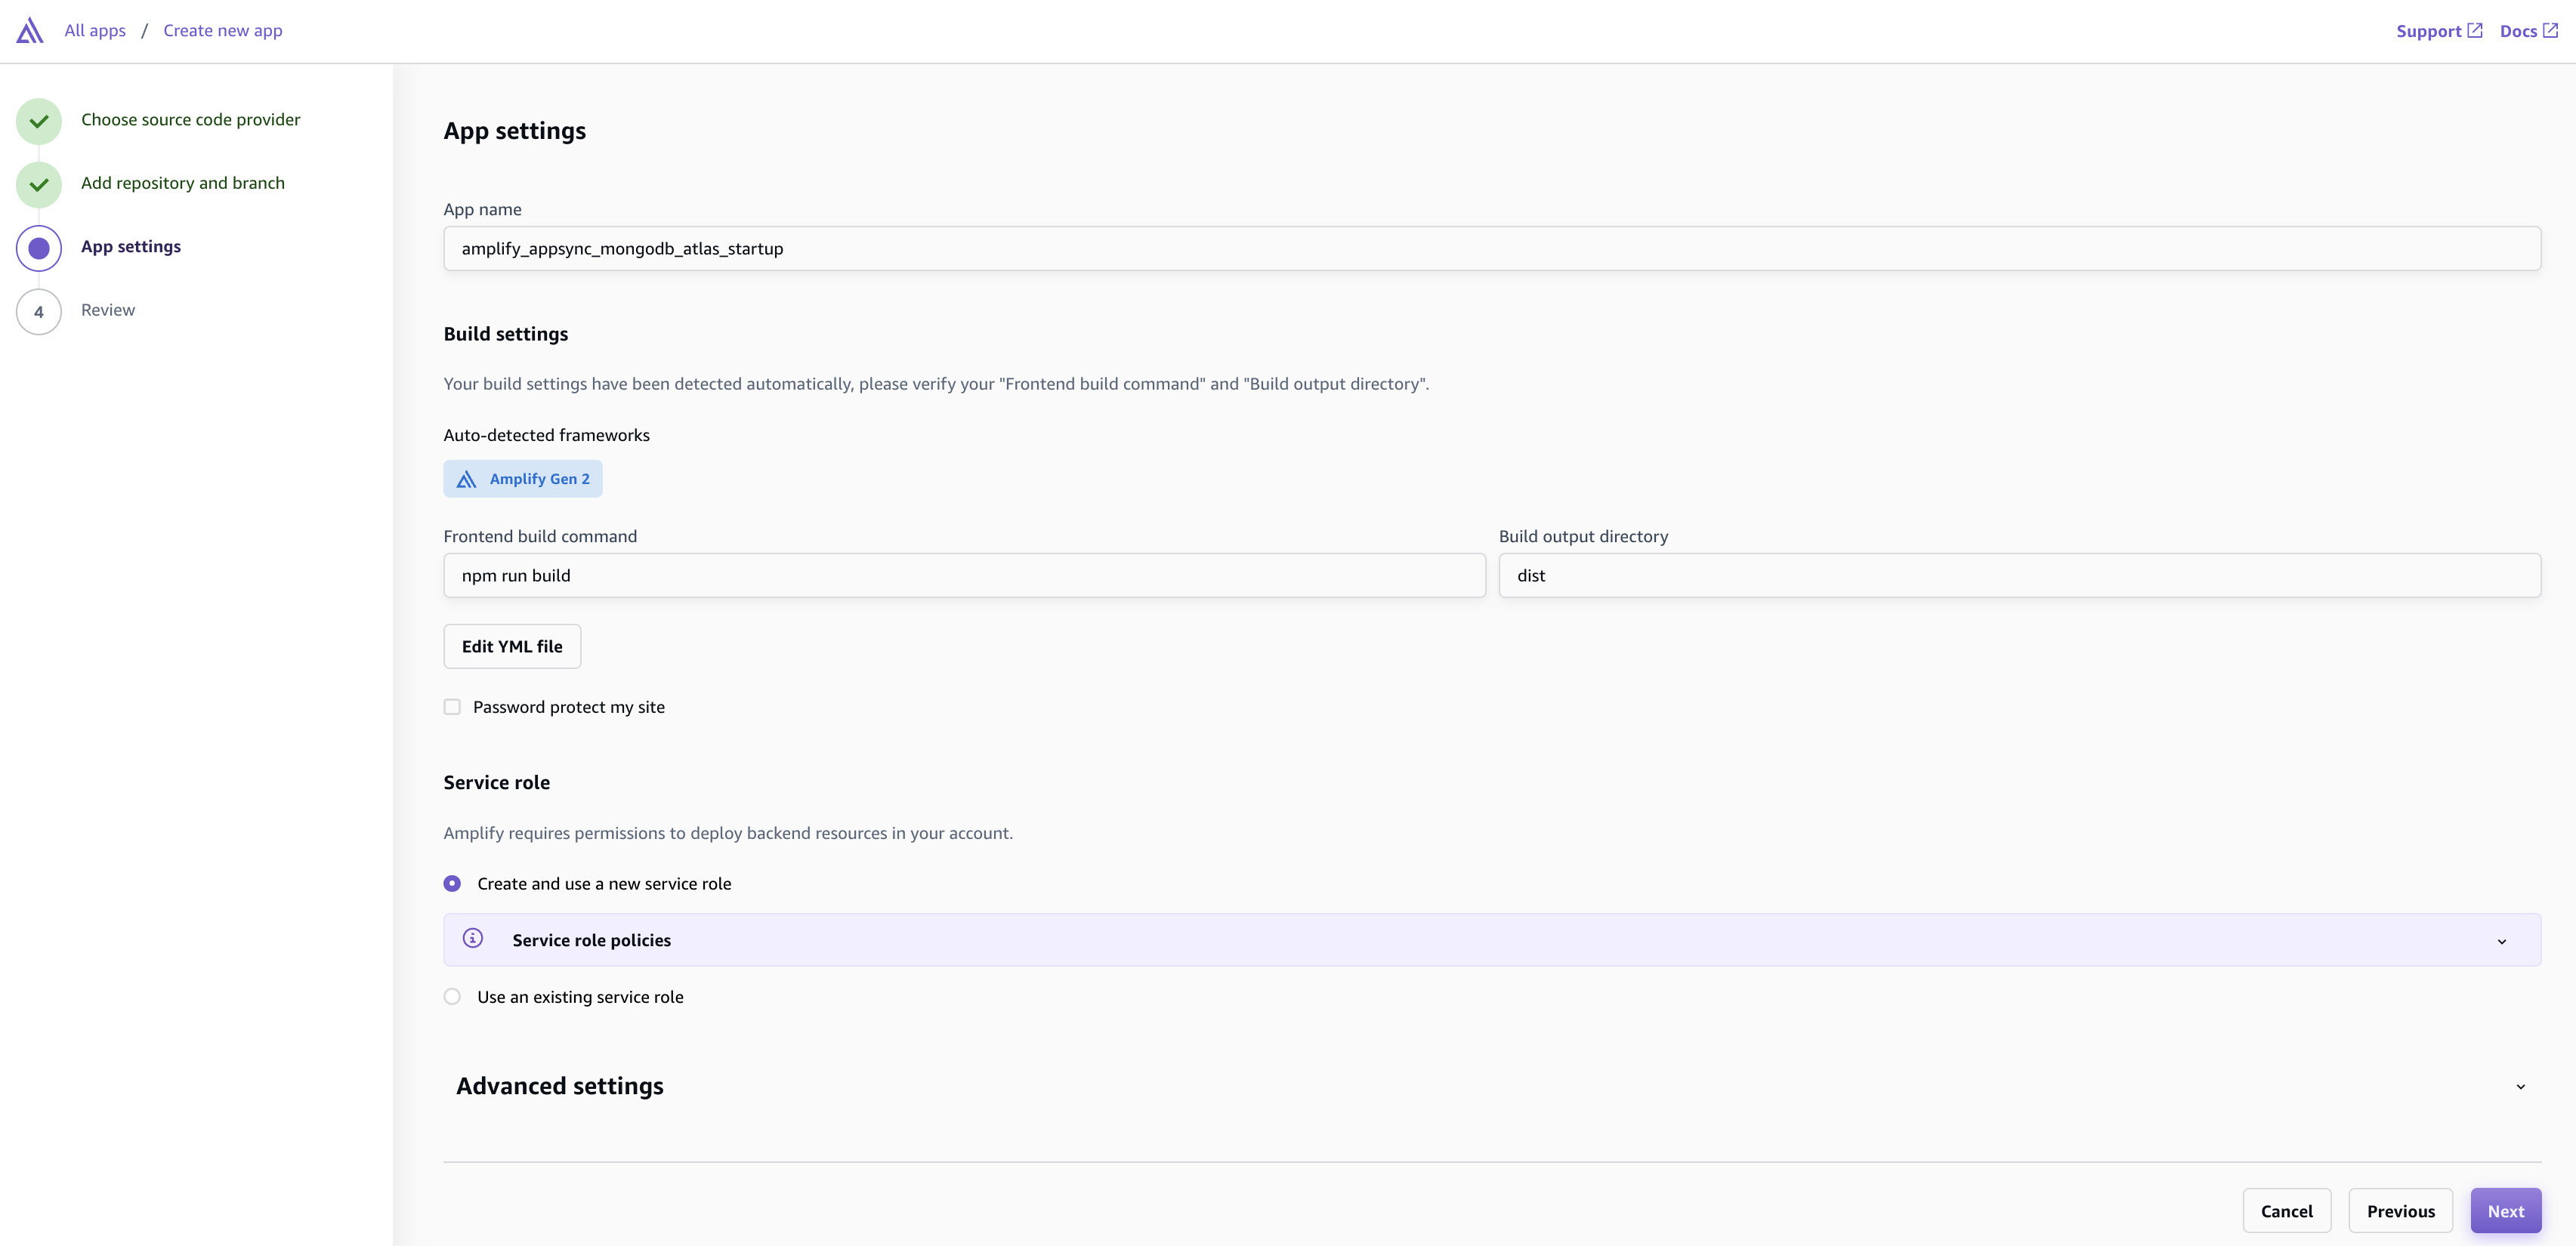 All apps / Create new app
Support Docs
Choose source code provider
Add repository and branch
App settings
4 Review
App settings
App name
amplify_appsync_mongodb_atlas_startup
Build settings
Your build settings have been detected automatically, please verify your "Frontend build command" and "Build output directory".
Auto-detected frameworks
Amplify Gen 2
Frontend build command
npm run build
Build output directory
dist
Edit YML file
Password protect my site
Service role
Amplify requires permissions to deploy backend resources in your account.
Create and use a new service role
Service role policies
Use an existing service role
Advanced settings
Cancel Previous Next